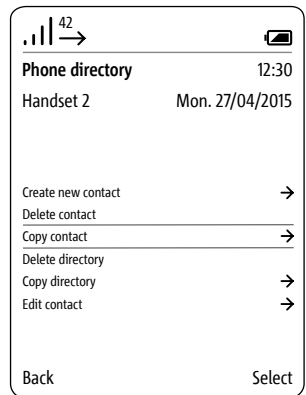 42
Phone directory 12:30
Handset 2 Mon. 27/04/2015
Create new contact
Delete contact
Copy contact
Delete directory
Copy directory
Edit contact
Back Select